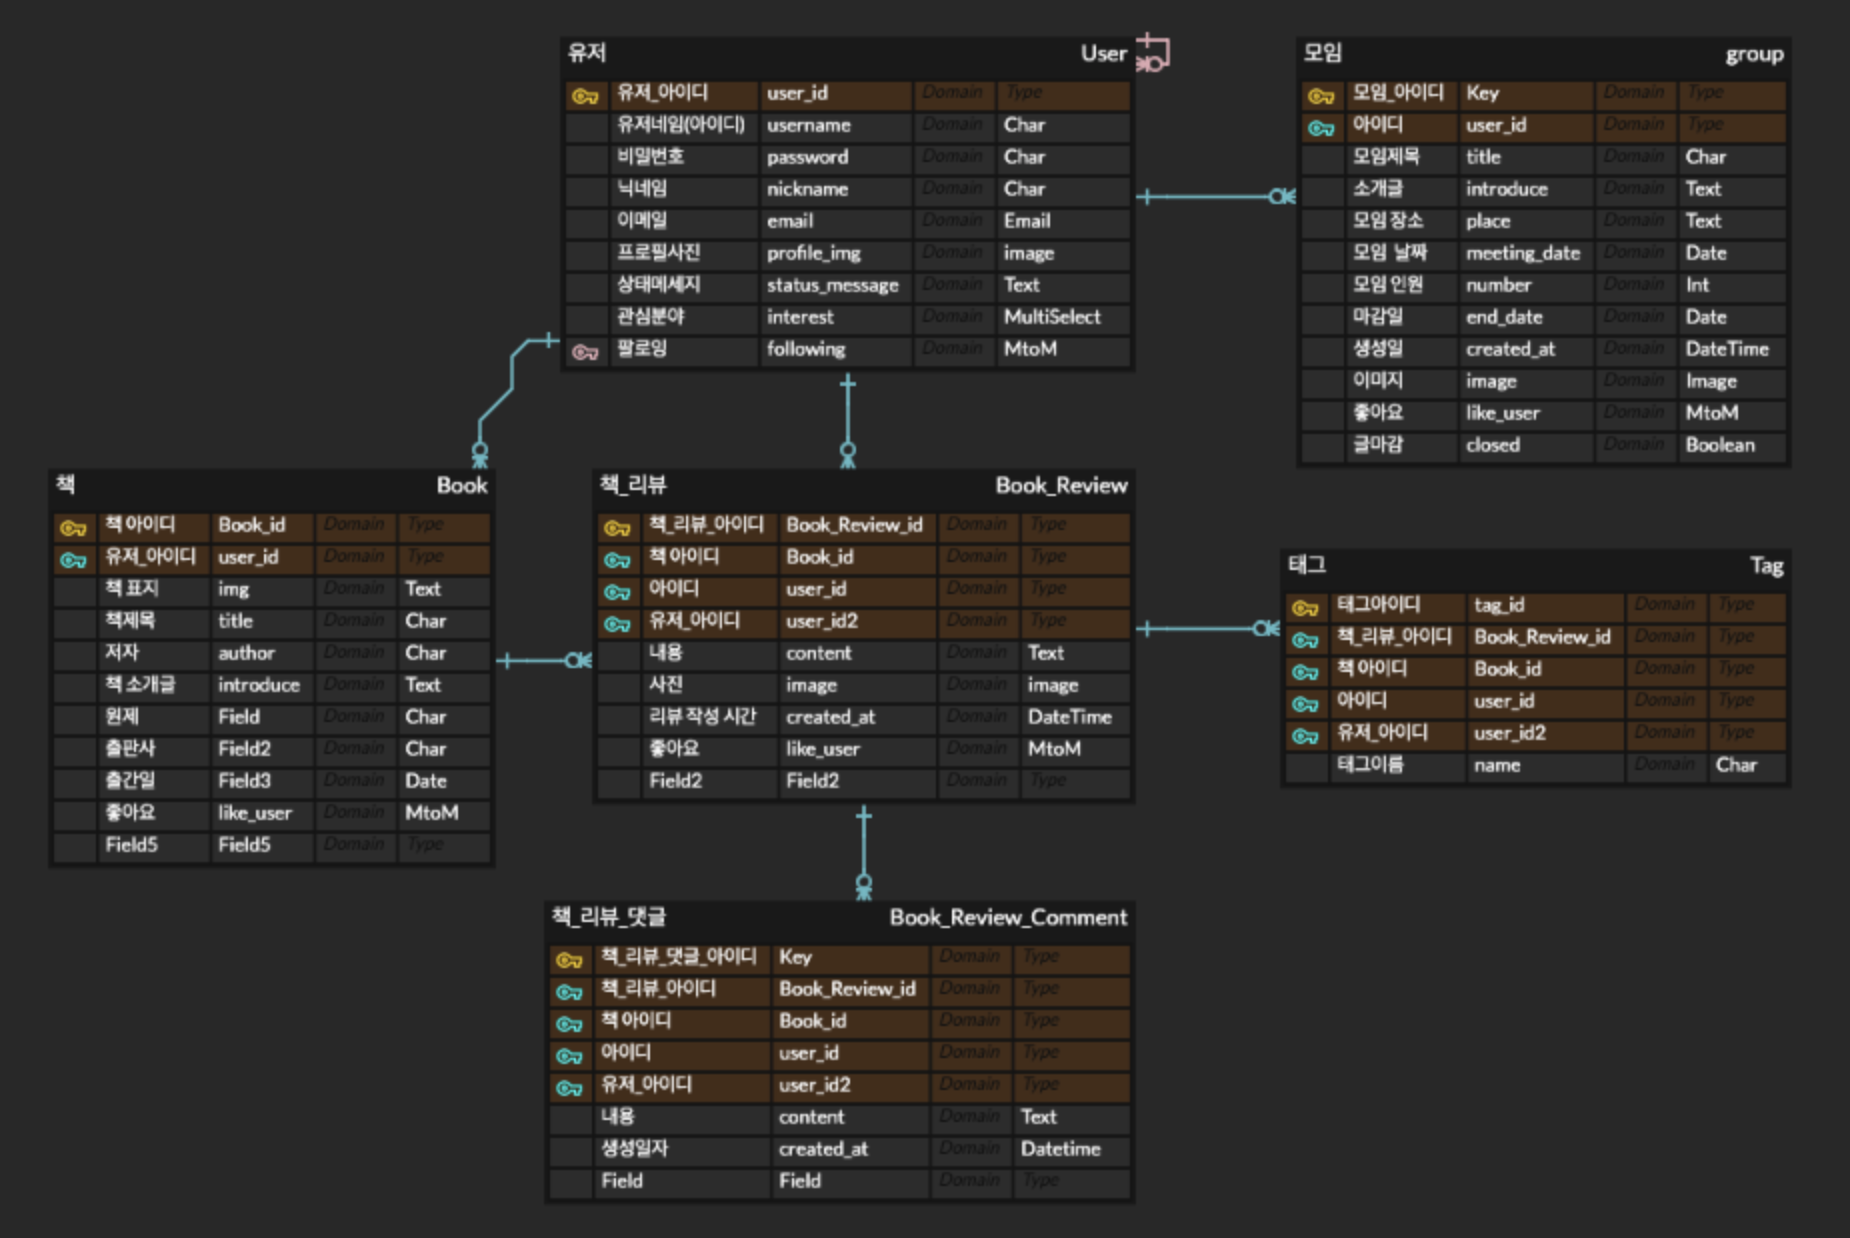 유저 User
유저_아이디 user_id Domain Type
유저네임(아이디) username Domain Char
비밀번호 password Domain Char
닉네임 nickname Domain Char
이메일 email Domain Email
프로필사진 profile_img Domain image
상태메세지 status_message Domain Text
관심분야 interest Domain MultiSelect
팔로잉 following Domain MtoM
모임 group
모임_아이디 Key Domain Type
아이디 user_id Domain Type
모임제목 title Domain Char
소개글 introduce Domain Text
모임 장소 place Domain Text
모임 날짜 meeting_date Domain Date
모임 인원 number Domain Int
마감일 end_date Domain Date
생성일 created_at Domain DateTime
이미지 image Domain Image
좋아요 like_user Domain MtoM
글마감 closed Domain Boolean
책 Book
책 아이디 Book_id Domain Type
유저_아이디 user_id Domain Type
책 표지 img Domain Text
책제목 title Domain Char
저자 author Domain Char
책 소개글 introduce Domain Text
원제 Field Domain Char
출판사 Field2 Domain Char
출간일 Field3 Domain Date
좋아요 like_user Domain MtoM
Field5 Field5 Domain Type
책_리뷰 Book_Review
책_리뷰_아이디 Book_Review_id Domain Type
책 아이디 Book_id Domain Type
아이디 user_id Domain Type
유저_아이디 user_id2 Domain Type
내용 content Domain Text
사진 image Domain image
리뷰 작성 시간 created_at Domain DateTime
좋아요 like_user Domain MtoM
Field2 Field2 Domain Type
태그 Tag
태그아이디 tag_id Domain Type
책_리뷰_아이디 Book_Review_id Domain Type
책 아이디 Book_id Domain Type
아이디 user_id Domain Type
유저_아이디 user_id2 Domain Type
태그이름 name Domain Char
책_리뷰_댓글 Book_Review_Comment
책_리뷰_댓글_아이디 Key Domain Type
책_리뷰_아이디 Book_Review_id Domain Type
책 아이디 Book_id Domain Type
아이디 user_id Domain Type
유저_아이디 user_id2 Domain Type
내용 content Domain Text
생성일자 created_at Domain Datetime
Field Field Domain Type